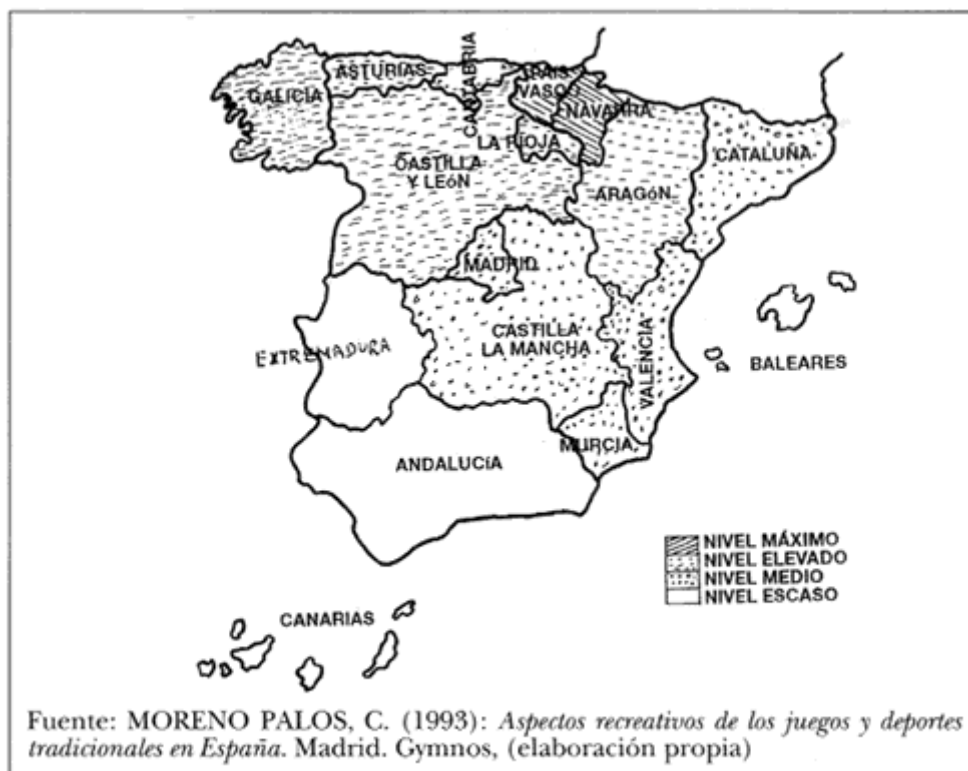 CANTABRIA
ASTURIAS
PAIS
VASCO
GALICIA
NAVARRA
LA RIOJA
CATALUÑA
CASTILLA
Y LEÓN
ARAGÓN
MADRID
CASTILLA
LA MANCHA
EXTREMADURA
VALENCIA
BALEARES
MURCIA
ANDALUCÍA
NIVEL MÁXIMO
NIVEL ELEVADO
NIVEL MEDIO
NIVEL ESCASO
CANARIAS
Fuente: MORENO PALOS, C. (1993): Aspectos recreativos de los juegos y deportes
tradicionales en España. Madrid. Gymnos, (elaboración propia)